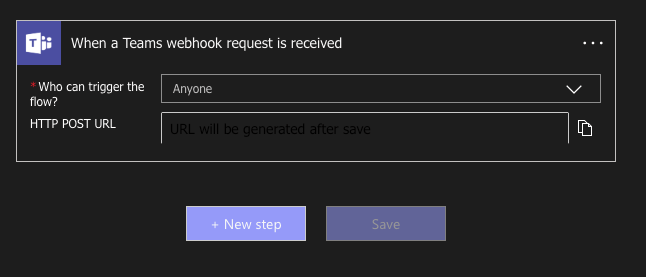 When a Teams webhook request is received
...
* Who can trigger the
flow?
Anyone
HTTP POST URL
URL will be generated after save
+ New step
Save